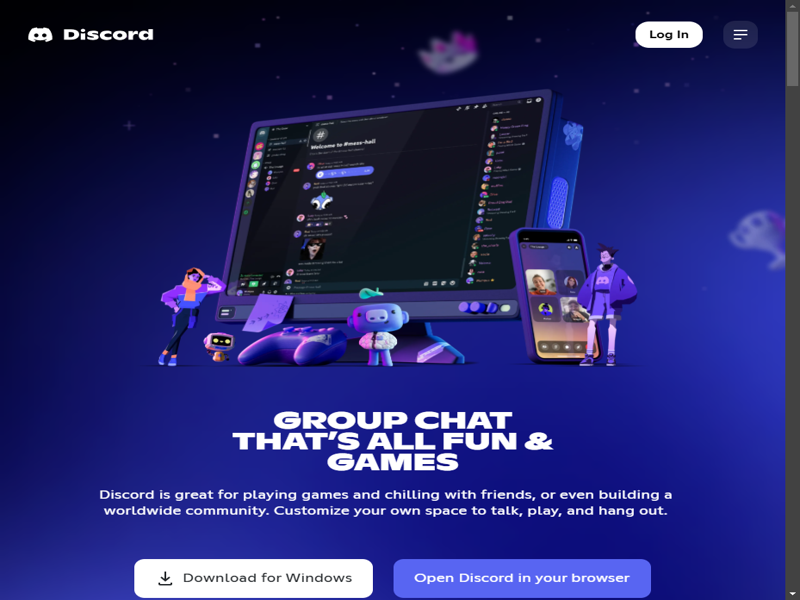 Discord
Log In
Welcome to #mess-hall
GROUP CHAT
THAT'S ALL FUN &
GAMES
Discord is great for playing games and chilling with friends, or even building a
worldwide community. Customize your own space to talk, play, and hang out.
Download for Windows
Open Discord in your browser